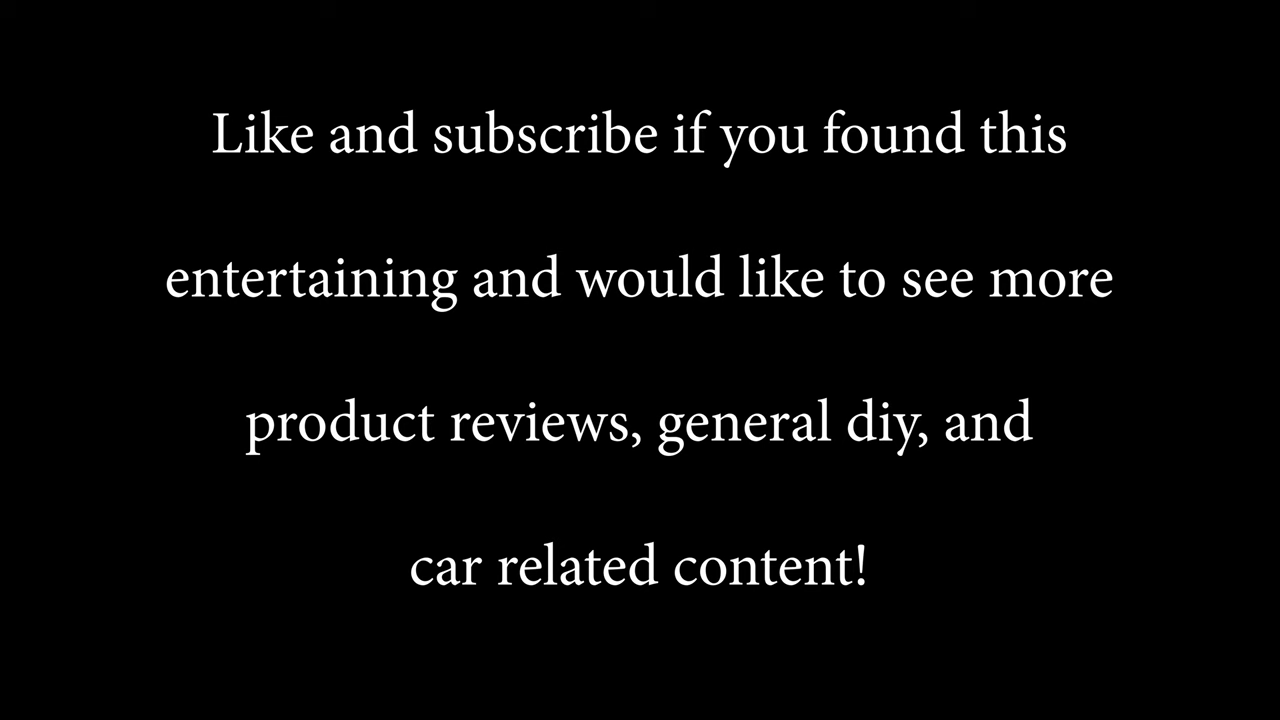 Like and subscribe if you found this
entertaining and would like to see more
product reviews, general diy, and
car related content!